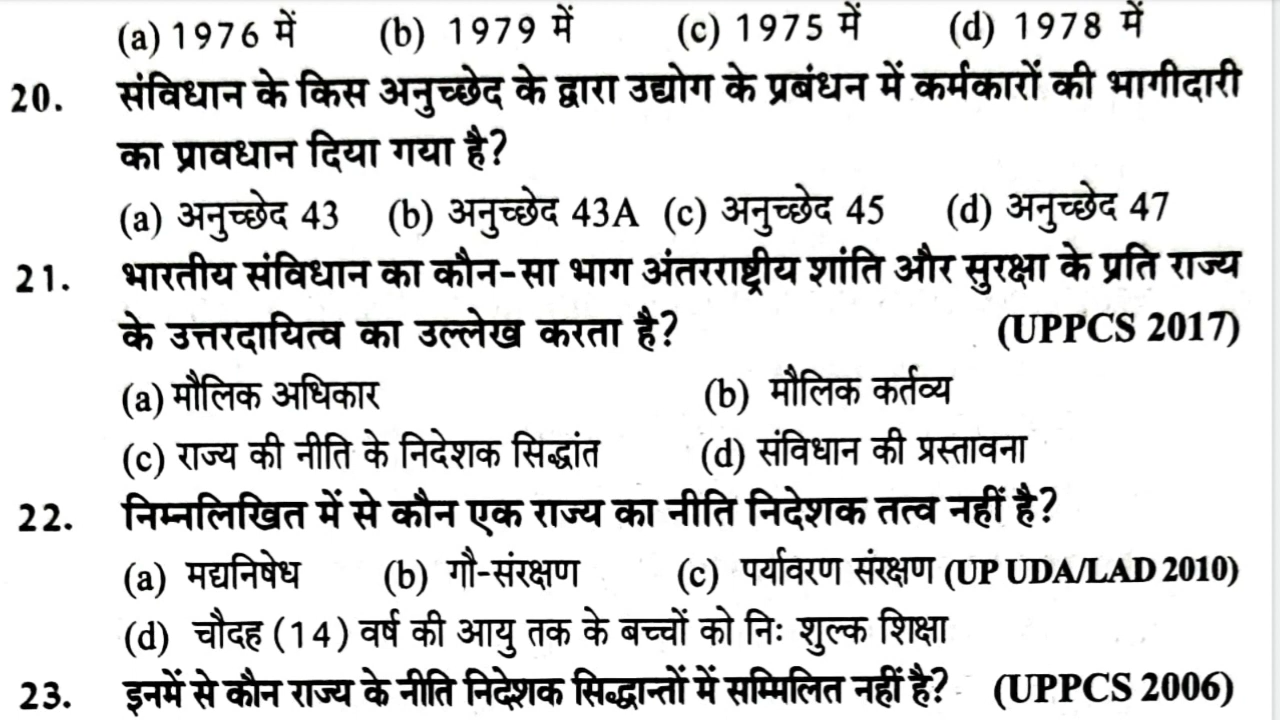 (a) 1976 में (b) 1979 में (c) 1975 में (d) 1978 में
20. संविधान के किस अनुच्छेद के द्वारा उद्योग के प्रबंधन में कर्मकारों की भागीदारी
का प्रावधान दिया गया है?
(a) अनुच्छेद 43 (b) अनुच्छेद 43A (c) अनुच्छेद 45 (d) अनुच्छेद 47
21. भारतीय संविधान का कौन-सा भाग अंतरराष्ट्रीय शांति और सुरक्षा के प्रति राज्य
के उत्तरदायित्व का उल्लेख करता है? (UPPCS 2017)
(a) मौलिक अधिकार (b) मौलिक कर्तव्य
(c) राज्य की नीति के निदेशक सिद्धांत (d) संविधान की प्रस्तावना
22. निम्नलिखित में से कौन एक राज्य का नीति निदेशक तत्व नहीं है?
(a) मद्यनिषेध (b) गौ-संरक्षण (c) पर्यावरण संरक्षण (UP UDA/LAD 2010)
(d) चौदह (14) वर्ष की आयु तक के बच्चों को निः शुल्क शिक्षा
23. इनमें से कौन राज्य के नीति निदेशक सिद्धान्तों में सम्मिलित नहीं है? (UPPCS 2006)